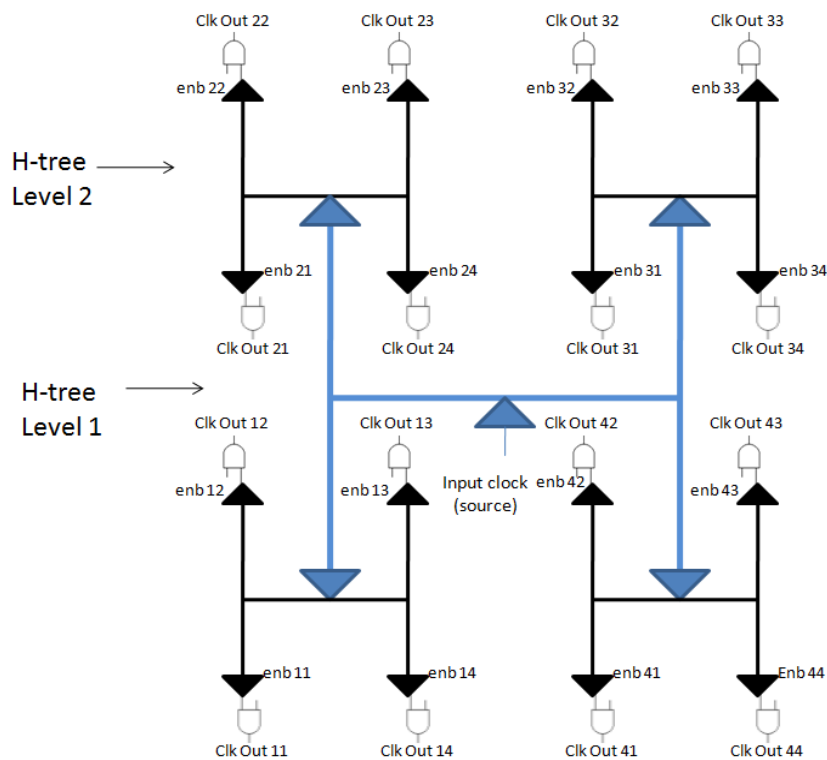 Clk Out 22
Clk Out 23
Clk Out 32
Clk Out 33
enb 22
enb 23
enb 32
enb 33
H-tree
Level 2
enb 21
enb 24
enb 31
enb 34
Clk Out 21
Clk Out 24
Clk Out 31
Clk Out 34
H-tree
Level 1
Clk Out 12
Clk Out 13
Clk Out 42
Clk Out 43
enb 12
enb 13
Input clock
(source)
enb 42
enb 43
enb 11
enb 14
enb 41
Enb 44
Clk Out 11
Clk Out 14
Clk Out 41
Clk Out 44